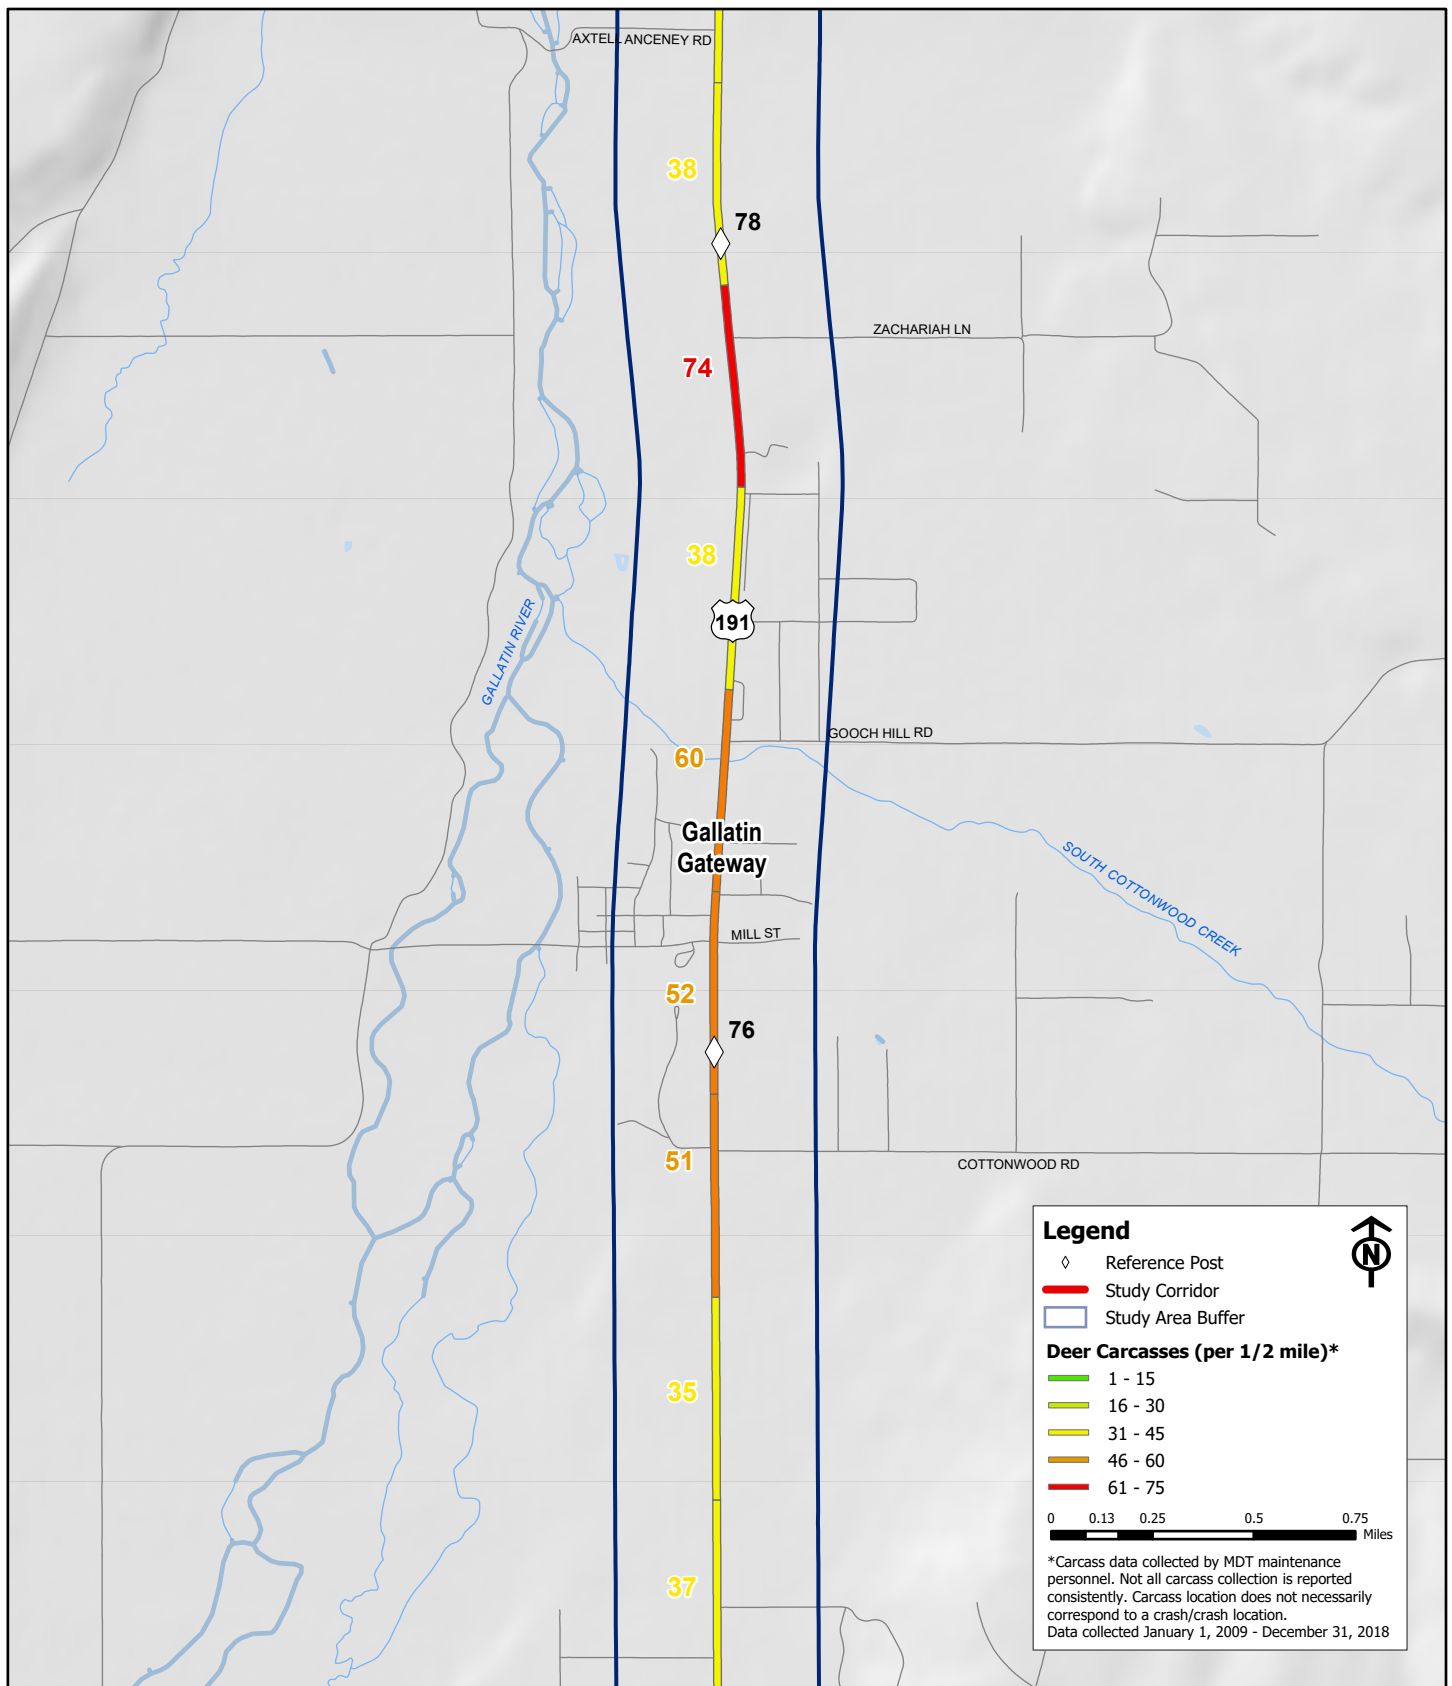 AXTELL ANCENEY RD
38
78
ZACHARIAH LN
74
38
GALLATIN RIVER
191
GOOCH HILL RD
60
Gallatin
Gateway
SOUTH COTTONWOOD CREEK
MILL ST
52
76
51
COTTONWOOD RD
35
37
Legend
N
Reference Post
Study Corridor
Study Area Buffer
Deer Carcasses (per 1/2 mile)*
1 - 15
16 - 30
31 - 45
46 - 60
61 - 75
0 0.13 0.25 0.5 0.75
Miles
*Carcass data collected by MDT maintenance
personnel. Not all carcass collection is reported
consistently. Carcass location does not necessarily
correspond to a crash/crash location.
Data collected January 1, 2009 - December 31, 2018